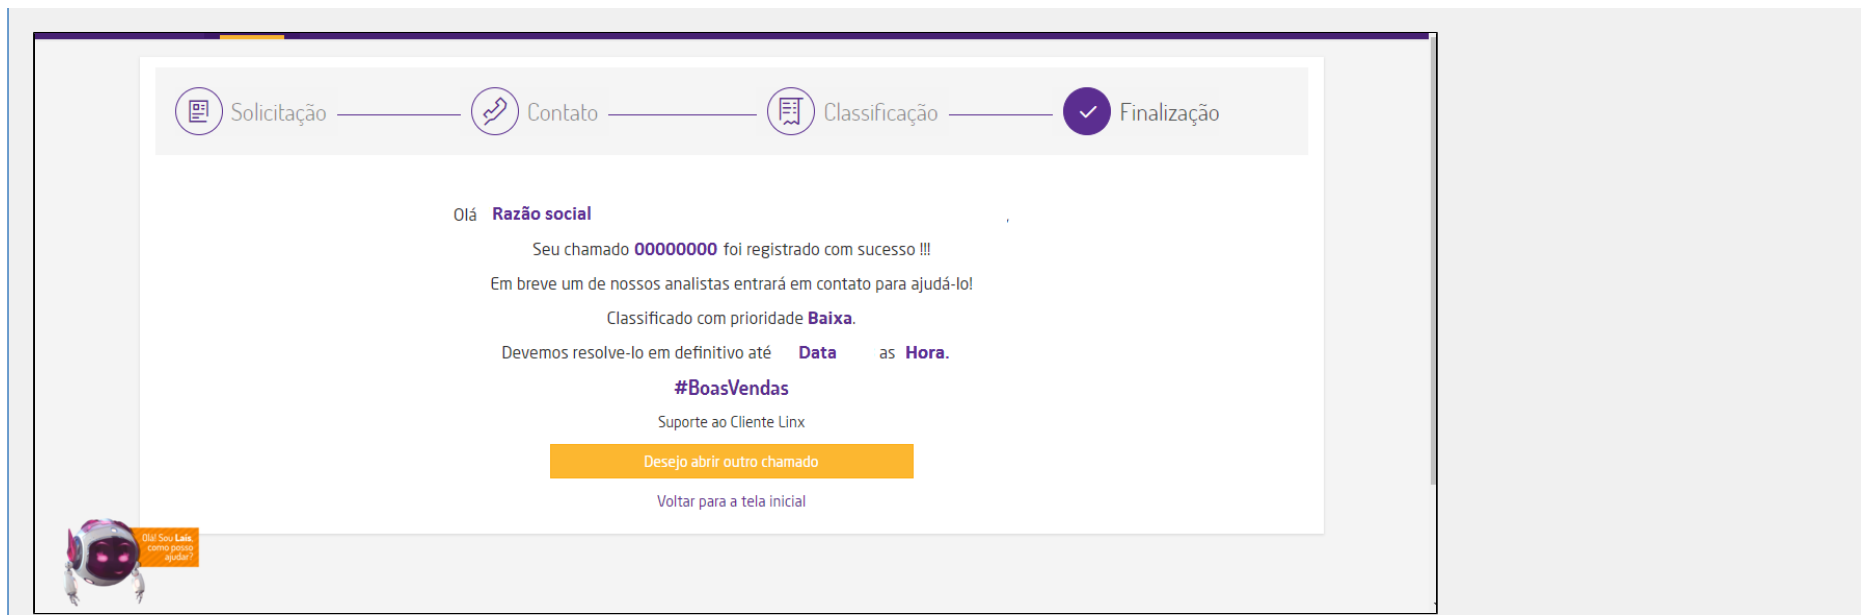 Solicitação Contato Classificação Finalização
Olá Razão social ,
Seu chamado 00000000 foi registrado com sucesso !!!
Em breve um de nossos analistas entrará em contato para ajudá-lo!
Classificado com prioridade Baixa.
Devemos resolve-lo em definitivo até Data as Hora.
#BoasVendas
Suporte ao Cliente Linx
Desejo abrir outro chamado
Voltar para a tela inicial
Olá! Sou Laís,
como posso
ajudar?